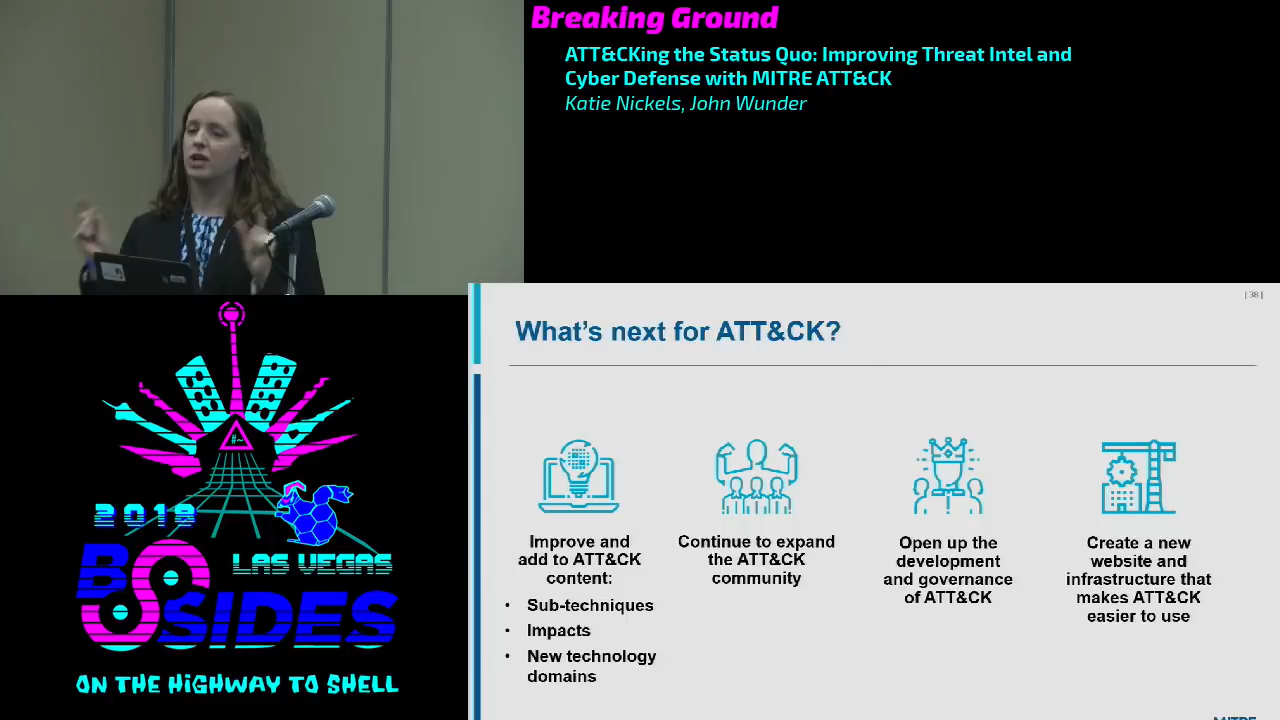 Breaking Ground
ATT&CKing the Status Quo: Improving Threat Intel and
Cyber Defense with MITRE ATT&CK
Katie Nickels, John Wunder
| 38 |
What's next for ATT&CK?
Improve and
add to ATT&CK
content:
• Sub-techniques
• Impacts
• New technology
domains
Continue to expand
the ATT&CK
community
Open up the
development
and governance
of ATT&CK
Create a new
website and
infrastructure that
makes ATT&CK
easier to use
MITRE
#~
2018
BSIDES
LAS VEGAS
ON THE HIGHWAY TO SHELL